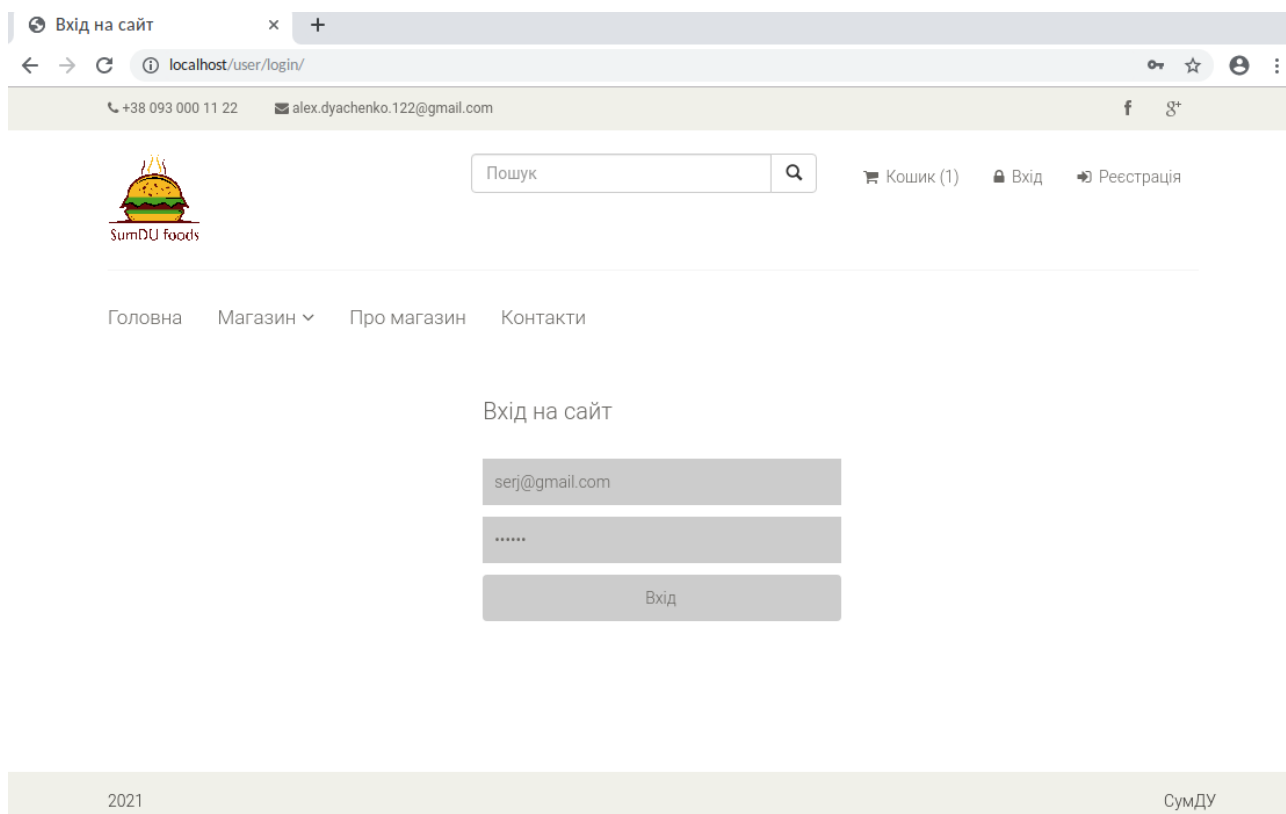 Вхід на сайт
localhost/user/login/
+38 093 000 11 22 alex.dyachenko.122@gmail.com f g+
Пошук Кошик (1) Вхід Реєстрація
SumDU foods
Головна Магазин Про магазин Контакти
Вхід на сайт
serj@gmail.com
••••••
Вхід
2021 СумДУ